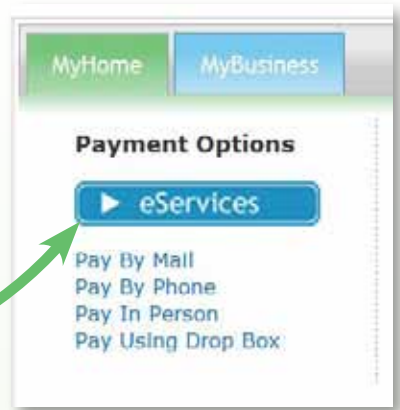 MyHome MyBusiness
Payment Options
eServices
Pay By Mail
Pay By Phone
Pay In Person
Pay Using Drop Box